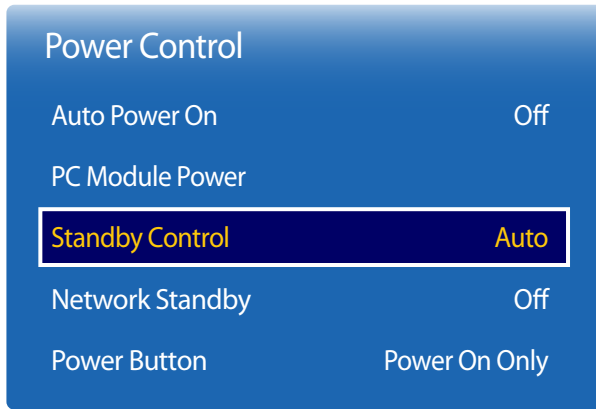 Power Control
Auto Power On Off
PC Module Power
Standby Control Auto
Network Standby Off
Power Button Power On Only